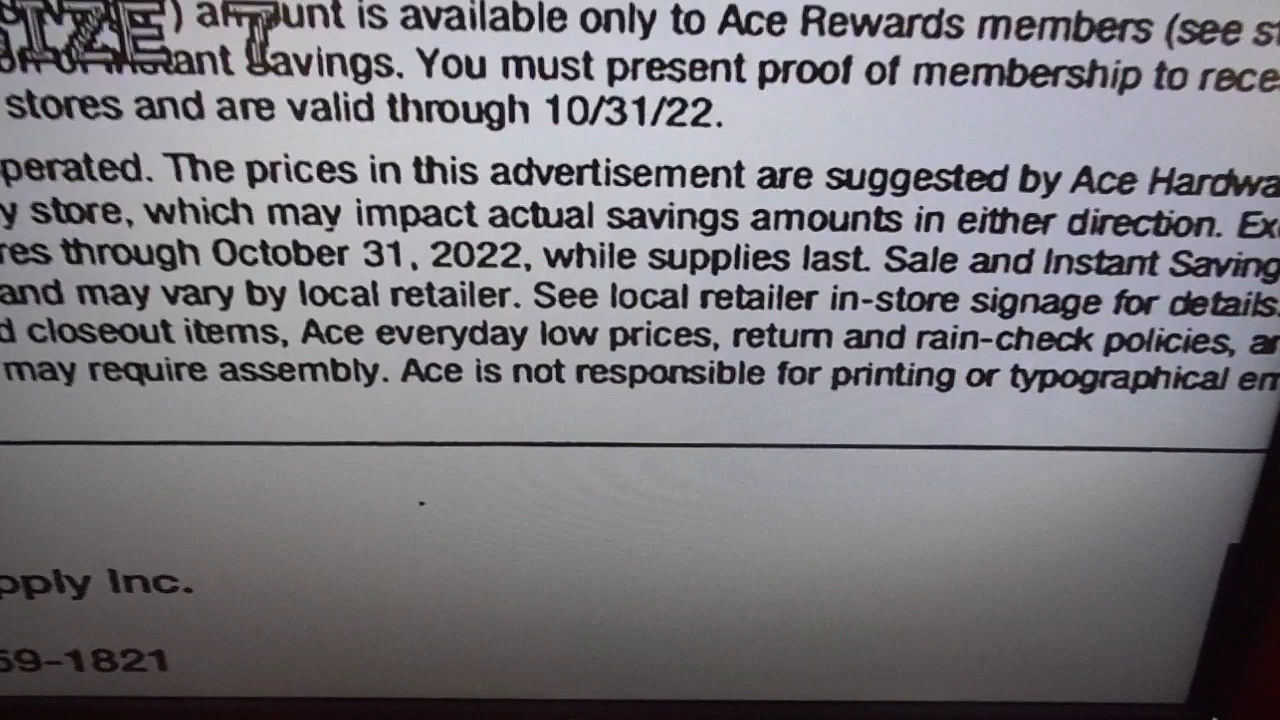 IZE T
) am unt is available only to Ace Rewards members (see
ant Savings. You must present proof of membership to
stores and are valid through 10/31/22.
perated. The prices in this advertisement are suggested by Ace Hardwa
y store, which may impact actual savings amounts in either direction.
res through October 31, 2022, while supplies last. Sale and Instant Saving
and may vary by local retailer. See local retailer in-store signage for details.
d closeout items, Ace everyday low prices, return and rain-check policies,
may require assembly. Ace is not responsible for printing or typographical
pply Inc.
59-1821